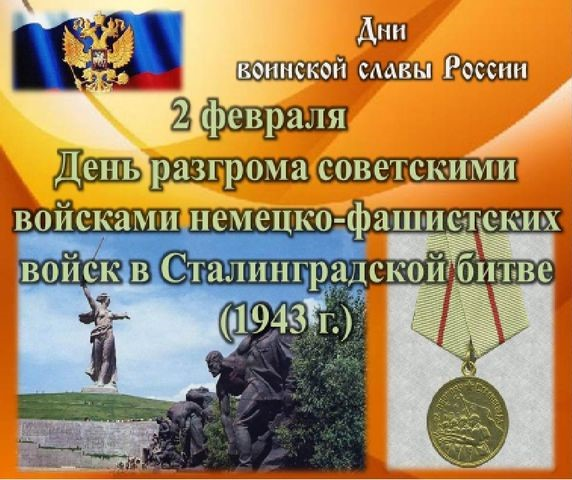 Дни
воинской славы России
2 февраля
День разгрома советскими
войсками немецко-фашистских
войск в Сталинградской битве
(1943 г.)